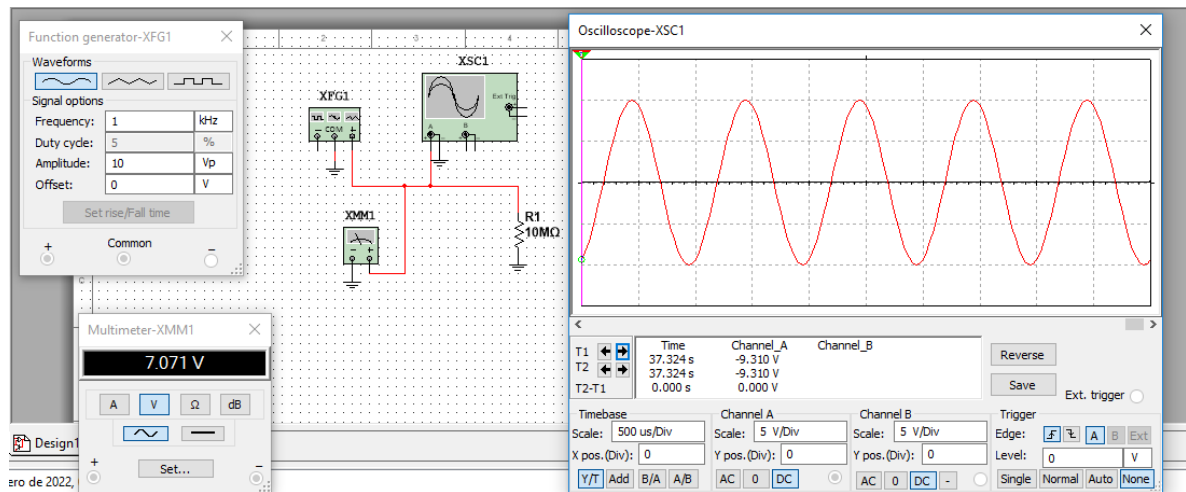 Function generator-XFG1
Waveforms
Signal options
Frequency: 1 kHz
Duty cycle: 5 %
Amplitude: 10 Vp
Offset: 0 V
Set rise/Fall time
+ Common −
2 3 4
XFG1
− COM +
XSC1
Ext Trig
+
−
A B
+ − + −
XMM1
− +
R1
10MΩ
C
Multimeter-XMM1
7.071 V
A V Ω dB
+ Set... −
Design1
ero de 2022,
Oscilloscope-XSC1
1
Time Channel_A Channel_B
T1 37.324 s -9.310 V
T2 37.324 s -9.310 V
T2-T1 0.000 s 0.000 V
Reverse
Save
Ext. trigger
Timebase
Scale: 500 us/Div
X pos.(Div): 0
Y/T Add B/A A/B
Channel A
Scale: 5 V/Div
Y pos.(Div): 0
AC 0 DC
Channel B
Scale: 5 V/Div
Y pos.(Div): 0
AC 0 DC -
Trigger
Edge: A B Ext
Level: 0 V
Single Normal Auto None